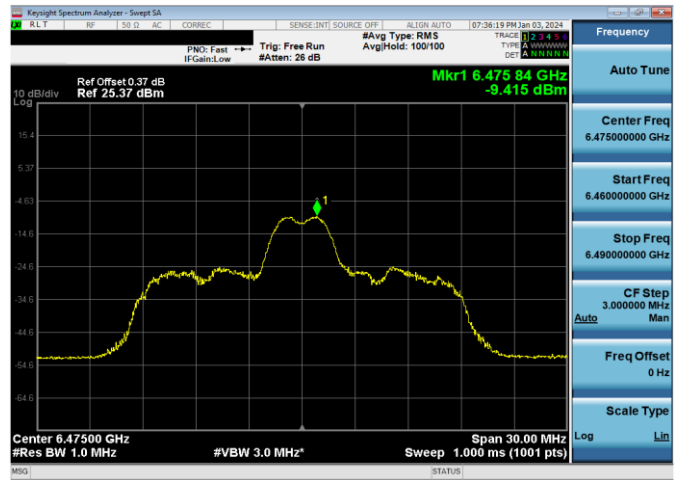 Keysight Spectrum Analyzer - Swept SA
RL T RF 50 Ω AC CORREC SENSE:INT SOURCE OFF ALIGN AUTO 07:36:19 PM Jan 03, 2024
PNO: Fast
IFGain:Low
Trig: Free Run
#Atten: 26 dB
#Avg Type: RMS
Avg|Hold: 100/100
TRACE 1 2 3 4 5 6
TYPE A WWWWW
DET A N N N N N
Mkr1 6.475 84 GHz
-9.415 dBm
Ref Offset 0.37 dB
10 dB/div Ref 25.37 dBm
Log
15.4
5.37
-4.63
-14.6
-24.6
-34.6
-44.6
-54.6
-64.6
1
Center 6.47500 GHz Span 30.00 MHz
#Res BW 1.0 MHz #VBW 3.0 MHz* Sweep 1.000 ms (1001 pts)
MSG STATUS
Frequency
Auto Tune
Center Freq
6.475000000 GHz
Start Freq
6.460000000 GHz
Stop Freq
6.490000000 GHz
CF Step
3.000000 MHz
Auto Man
Freq Offset
0 Hz
Scale Type
Log Lin